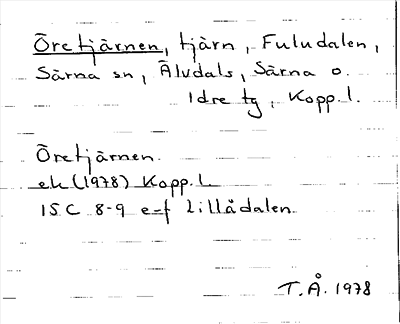 Öretjärnen, tjärn, Fuludalen,
Särna sn, Älvdals, Särna o.
Idre tg, Kopp. l.
Öretjärnen
ek (1978) Kopp. l.
15C 8-9 e-f Lillådalen
T.Å. 1978